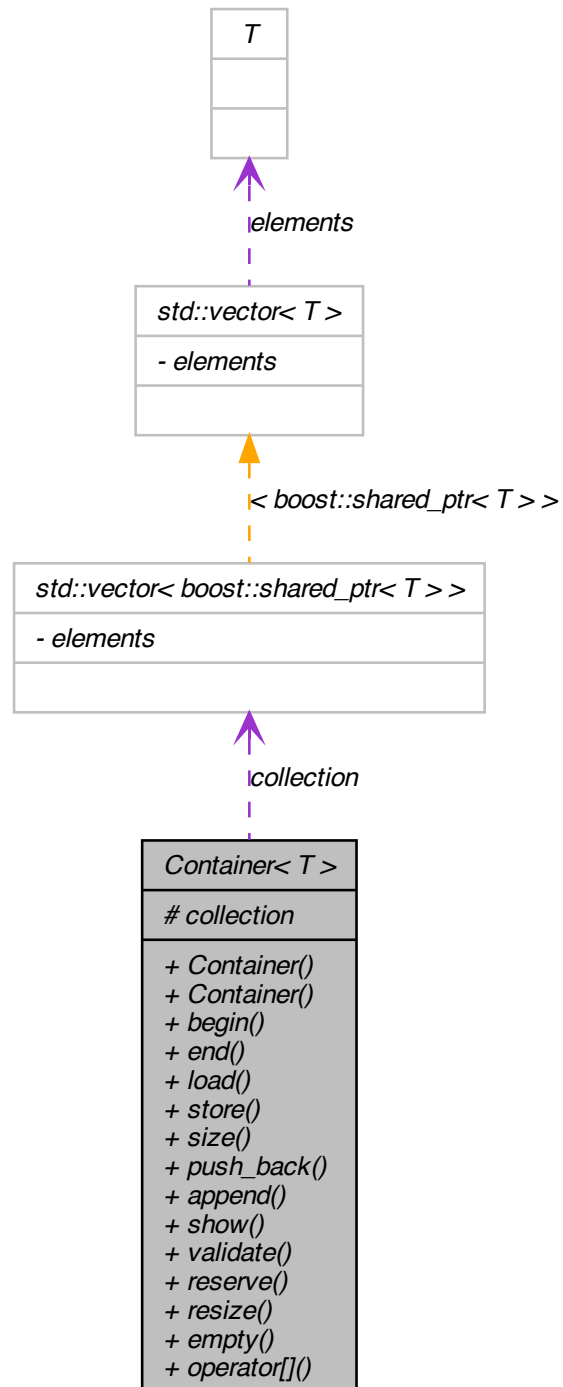 T
elements
std::vector< T >
- elements
< boost::shared_ptr< T > >
std::vector< boost::shared_ptr< T > >
- elements
collection
Container< T >
# collection
+ Container()
+ Container()
+ begin()
+ end()
+ load()
+ store()
+ size()
+ push_back()
+ append()
+ show()
+ validate()
+ reserve()
+ resize()
+ empty()
+ operator[]()